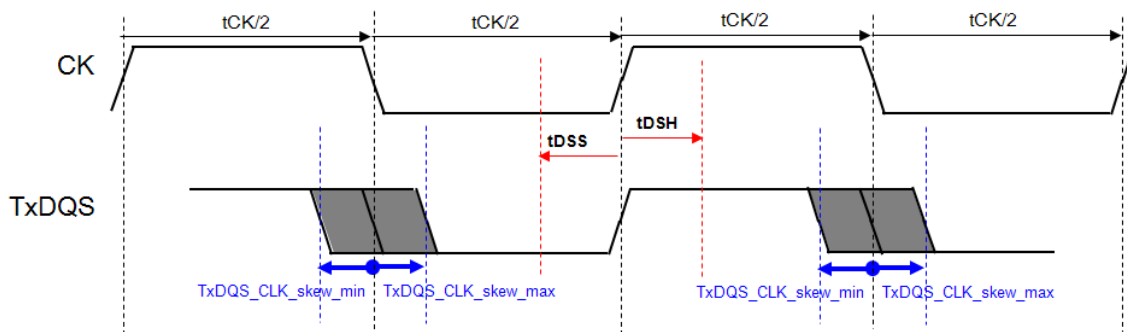 tCK/2 tCK/2 tCK/2 tCK/2
CK
tDSH
tDSS
TxDQS
TxDQS_CLK_skew_min TxDQS_CLK_skew_max TxDQS_CLK_skew_min TxDQS_CLK_skew_max